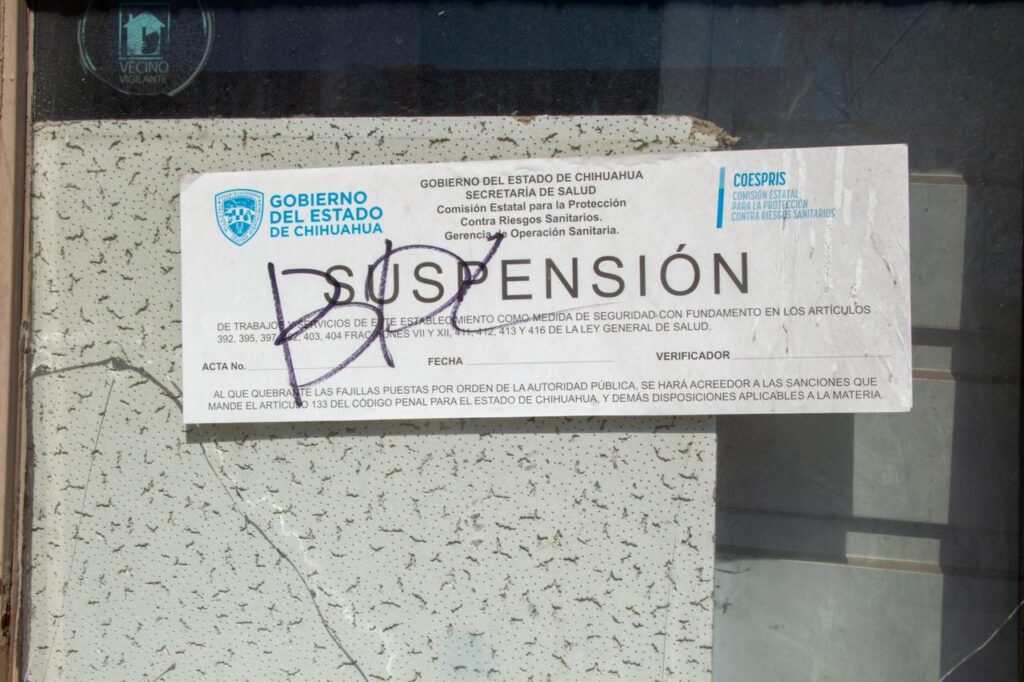 VECINO
VIGILANTE
GOBIERNO
DEL ESTADO
DE CHIHUAHUA
GOBIERNO DEL ESTADO DE CHIHUAHUA
SECRETARÍA DE SALUD
Comisión Estatal para la Protección
Contra Riesgos Sanitarios.
Gerencia de Operación Sanitaria.
COESPRIS
COMISIÓN ESTATAL
PARA LA PROTECCIÓN
CONTRA RIESGOS SANITARIOS
SUSPENSIÓN
DE TRABAJOS Y SERVICIOS DE ESTE ESTABLECIMIENTO COMO MEDIDA DE SEGURIDAD CON FUNDAMENTO EN LOS ARTÍCULOS
392, 395, 397, 403, 404 FRACCIONES VII Y XII, 411, 412, 413 Y 416 DE LA LEY GENERAL DE SALUD.
ACTA No. FECHA VERIFICADOR
AL QUE QUEBRANTE LAS FAJILLAS PUESTAS POR ORDEN DE LA AUTORIDAD PÚBLICA, SE HARÁ ACREEDOR A LAS SANCIONES QUE
MANDE EL ARTÍCULO 133 DEL CÓDIGO PENAL PARA EL ESTADO DE CHIHUAHUA, Y DEMÁS DISPOSICIONES APLICABLES A LA MATERIA.